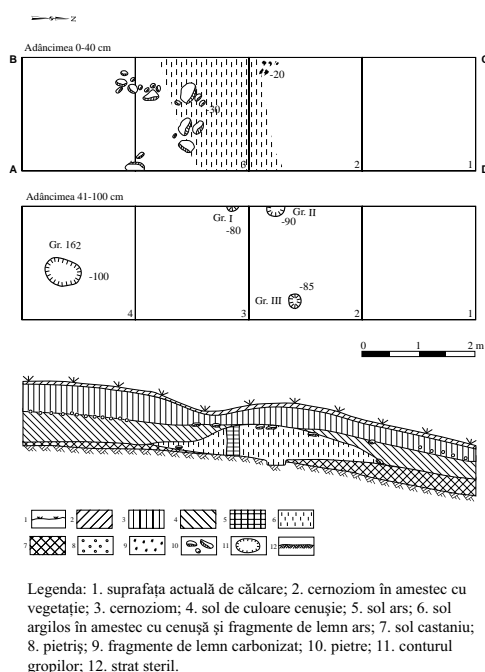 z
Adâncimea 0-40 cm
B
C
-20
-30
A
2
1
D
Adâncimea 41-100 cm
Gr. I
-80
Gr. II
-90
Gr. 162
-100
-85
Gr. III
4
3
2
1
0 1 2 m
1 2 3 4 5 6
7 8 9 10 11 12
Legenda: 1. suprafața actuală de călcare; 2. cernoziom în amestec cu
vegetație; 3. cernoziom; 4. sol de culoare cenușie; 5. sol ars; 6. sol
argilos în amestec cu cenușă și fragmente de lemn ars; 7. sol castaniu;
8. pietriș; 9. fragmente de lemn carbonizat; 10. pietre; 11. conturul
gropilor; 12. strat steril.